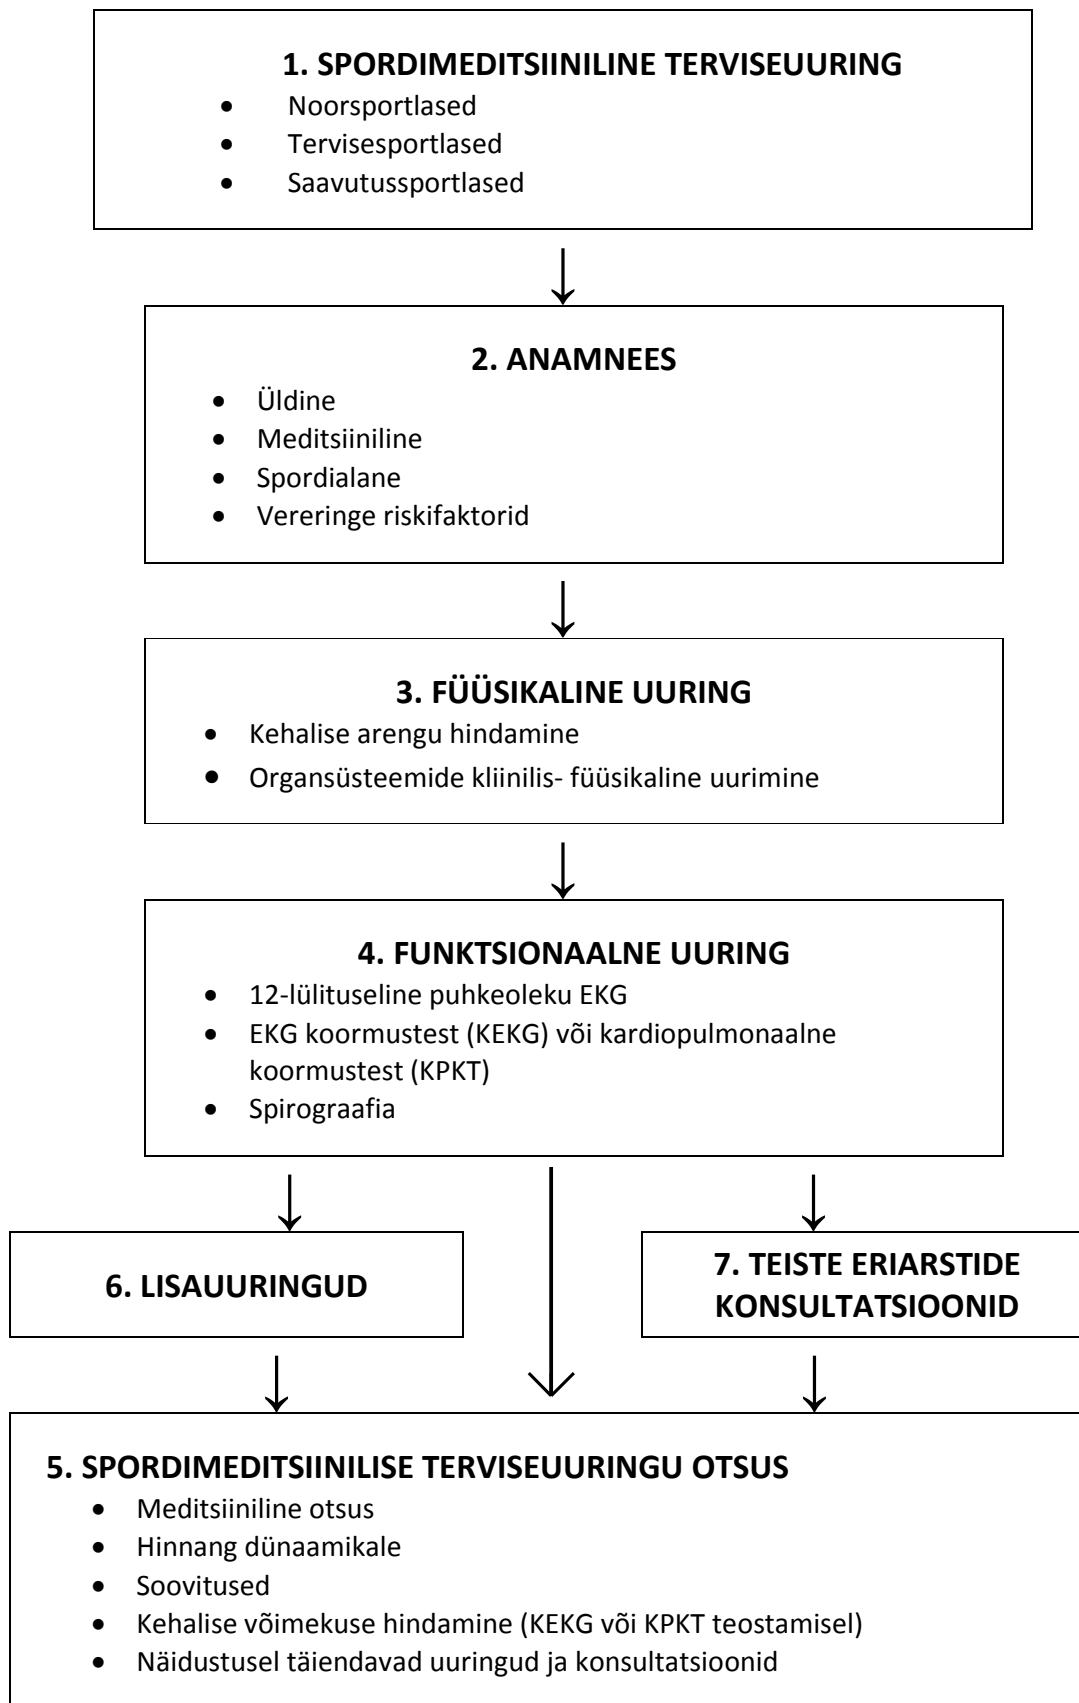 1. SPORDIMEDITSIINILINE TERVISEUURING
• Noorsportlased
• Tervisesportlased
• Saavutussportlased
2. ANAMNEES
• Üldine
• Meditsiiniline
• Spordialane
• Vereringe riskifaktorid
3. FÜÜSIKALINE UURING
• Kehalise arengu hindamine
• Organsüsteemide kliinilis- füüsikaline uurimine
4. FUNKTSIONAALNE UURING
• 12-lülituseline puhkeoleku EKG
• EKG koormustest (KEKG) või kardiopulmonaalne
koormustest (KPKT)
• Spirograafia
6. LISAUURINGUD
7. TEISTE ERIARSTIDE
KONSULTATSIOONID
5. SPORDIMEDITSIINILISE TERVISEUURINGU OTSUS
• Meditsiiniline otsus
• Hinnang dünaamikale
• Soovitused
• Kehalise võimekuse hindamine (KEKG või KPKT teostamisel)
• Näidustusel täiendavad uuringud ja konsultatsioonid